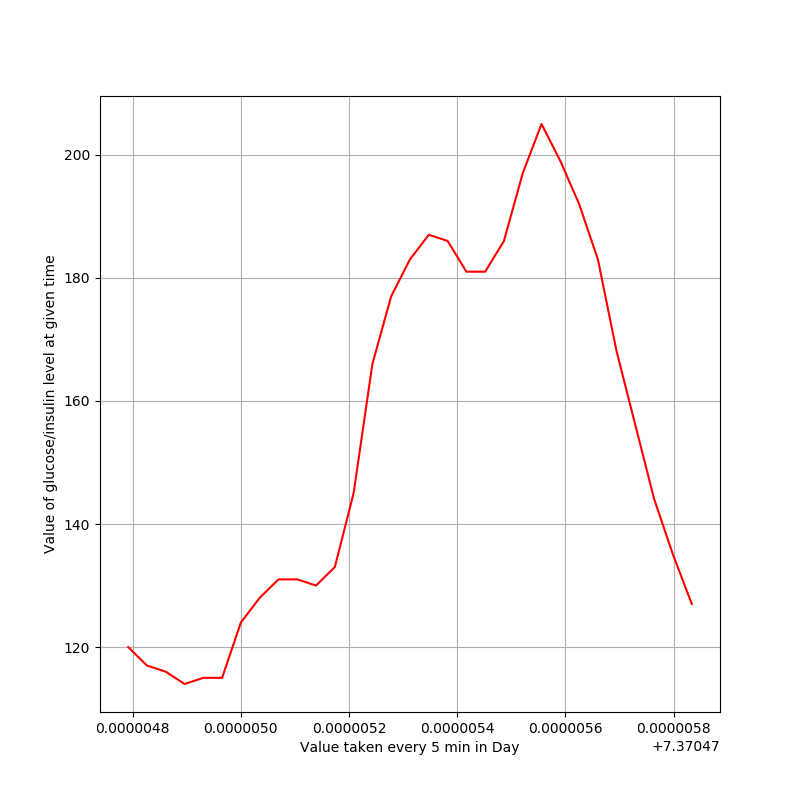 200
180
160
140
120
Value of glucose/insulin level at given time
0.0000048 0.0000050 0.0000052 0.0000054 0.0000056 0.0000058
+7.37047
Value taken every 5 min in Day